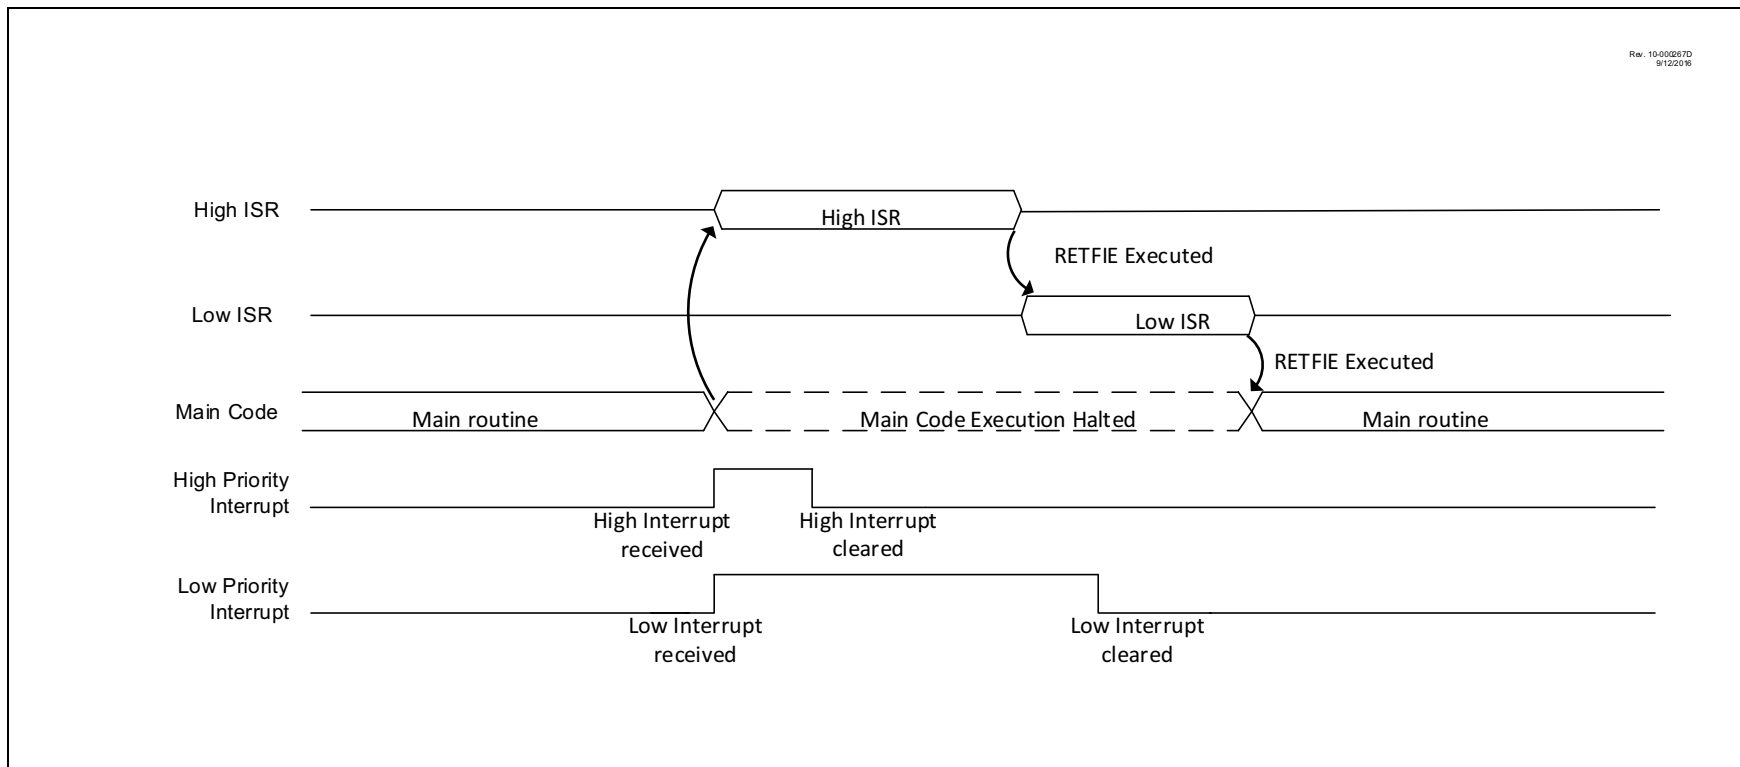 Rev. 10-000267D
9/12/2016
High ISR
High ISR
RETFIE Executed
Low ISR
Low ISR
RETFIE Executed
Main Code
Main routine
Main Code Execution Halted
Main routine
High Priority
Interrupt
High Interrupt
received
High Interrupt
cleared
Low Priority
Interrupt
Low Interrupt
received
Low Interrupt
cleared